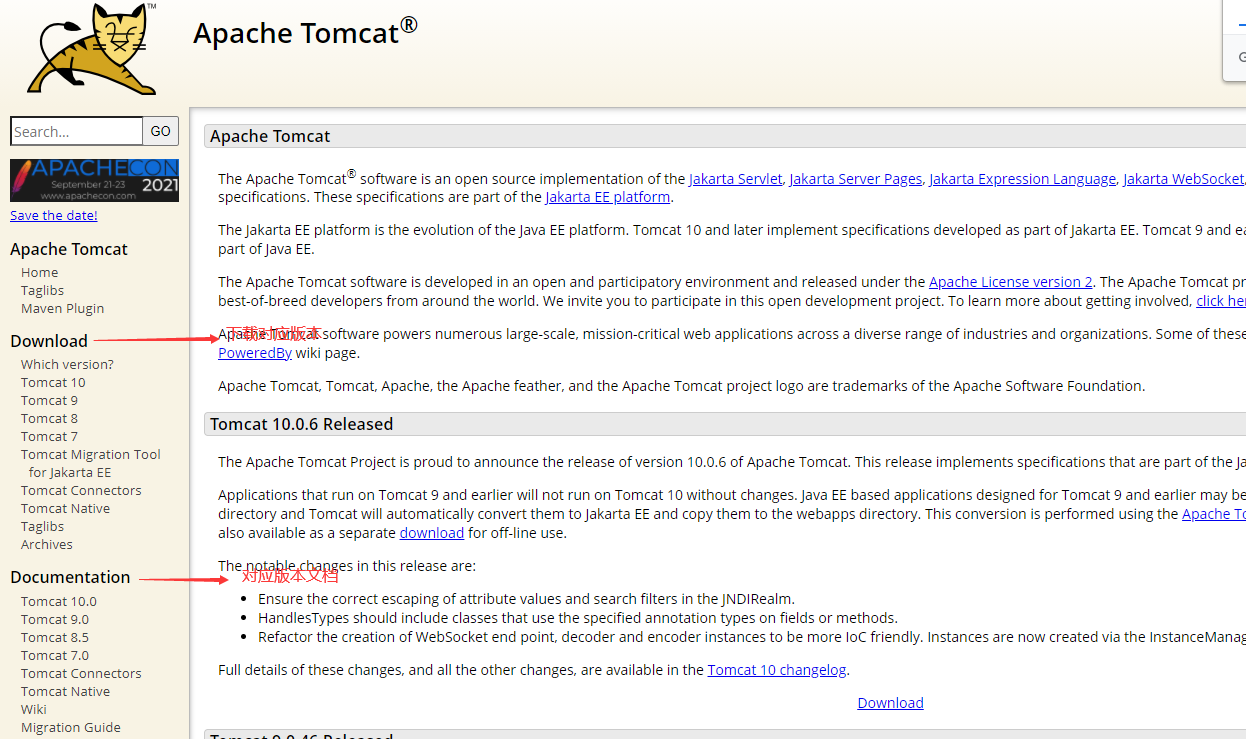 TM
Apache Tomcat®
Search...
GO
APACHECON
September 21-23 2021
www.apachecon.com
Save the date!
Apache Tomcat
Home
Taglibs
Maven Plugin
Download
Which version?
Tomcat 10
Tomcat 9
Tomcat 8
Tomcat 7
Tomcat Migration Tool
for Jakarta EE
Tomcat Connectors
Tomcat Native
Taglibs
Archives
Documentation
Tomcat 10.0
Tomcat 9.0
Tomcat 8.5
Tomcat 7.0
Tomcat Connectors
Tomcat Native
Wiki
Migration Guide
Apache Tomcat
The Apache Tomcat® software is an open source implementation of the Jakarta Servlet, Jakarta Server Pages, Jakarta Expression Language, Jakarta WebSocket,
specifications. These specifications are part of the Jakarta EE platform.
The Jakarta EE platform is the evolution of the Java EE platform. Tomcat 10 and later implement specifications developed as part of Jakarta EE. Tomcat 9 and
part of Java EE.
The Apache Tomcat software is developed in an open and participatory environment and released under the Apache License version 2. The Apache Tomcat
best-of-breed developers from around the world. We invite you to participate in this open development project. To learn more about getting involved, click
下载对应版本
Apache Tomcat software powers numerous large-scale, mission-critical web applications across a diverse range of industries and organizations. Some of these
PoweredBy wiki page.
Apache Tomcat, Tomcat, Apache, the Apache feather, and the Apache Tomcat project logo are trademarks of the Apache Software Foundation.
Tomcat 10.0.6 Released
The Apache Tomcat Project is proud to announce the release of version 10.0.6 of Apache Tomcat. This release implements specifications that are part of the
Applications that run on Tomcat 9 and earlier will not run on Tomcat 10 without changes. Java EE based applications designed for Tomcat 9 and earlier may be
directory and Tomcat will automatically convert them to Jakarta EE and copy them to the webapps directory. This conversion is performed using the Apache
also available as a separate download for off-line use.
The notable changes in this release are:
对应版本文档
Ensure the correct escaping of attribute values and search filters in the JNDIRealm.
HandlesTypes should include classes that use the specified annotation types on fields or methods.
Refactor the creation of WebSocket end point, decoder and encoder instances to be more IoC friendly. Instances are now created via the
Full details of these changes, and all the other changes, are available in the Tomcat 10 changelog.
Download
Tomcat 9.0.46 Released